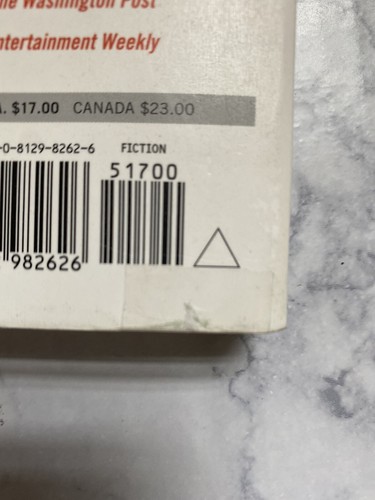 he Washington Post
ntertainment Weekly
. $17.00 CANADA $23.00
-0-8129-8262-6 FICTION
51700
982626